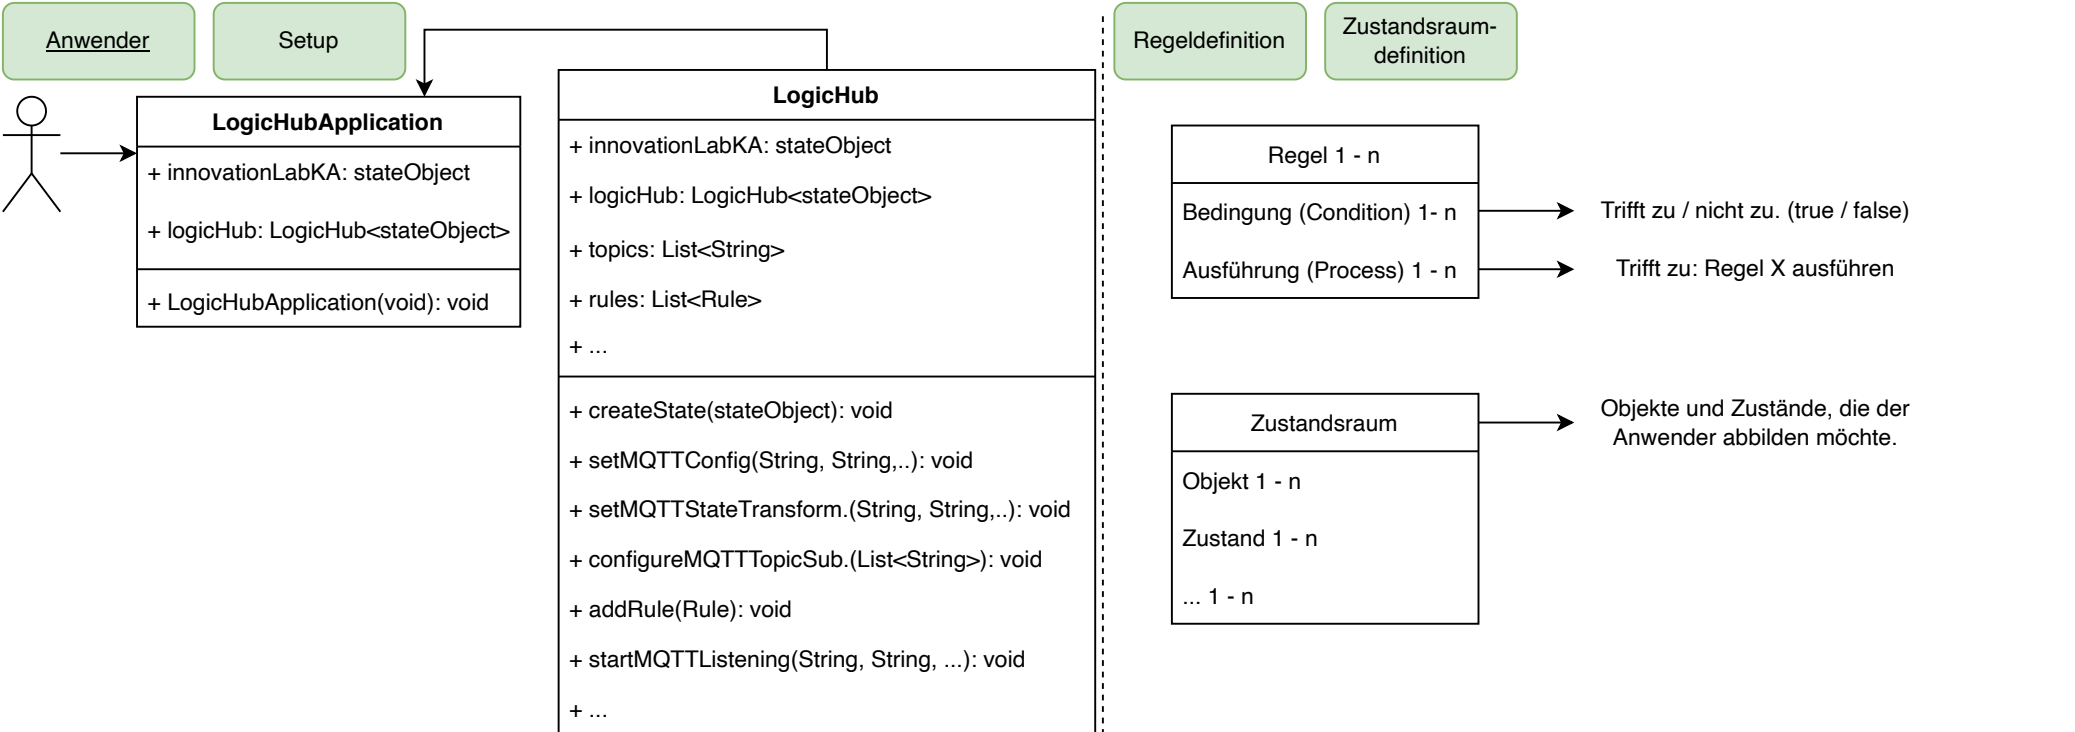 Anwender
Setup
LogicHubApplication
+ innovationLabKA: stateObject
+ logicHub: LogicHub<stateObject>
+ LogicHubApplication(void): void
LogicHub
+ innovationLabKA: stateObject
+ logicHub: LogicHub<stateObject>
+ topics: List<String>
+ rules: List<Rule>
+ ...
+ createState(stateObject): void
+ setMQTTConfig(String, String,..): void
+ setMQTTStateTransform.(String, String,..): void
+ configureMQTTTopicSub.(List<String>): void
+ addRule(Rule): void
+ startMQTTListening(String, String, ...): void
+ ...
Regeldefinition
Zustandsraum-
definition
Regel 1 - n
Bedingung (Condition) 1- n
Trifft zu / nicht zu. (true / false)
Ausführung (Process) 1 - n
Trifft zu: Regel X ausführen
Zustandsraum
Objekte und Zustände, die der
Anwender abbilden möchte.
Objekt 1 - n
Zustand 1 - n
... 1 - n